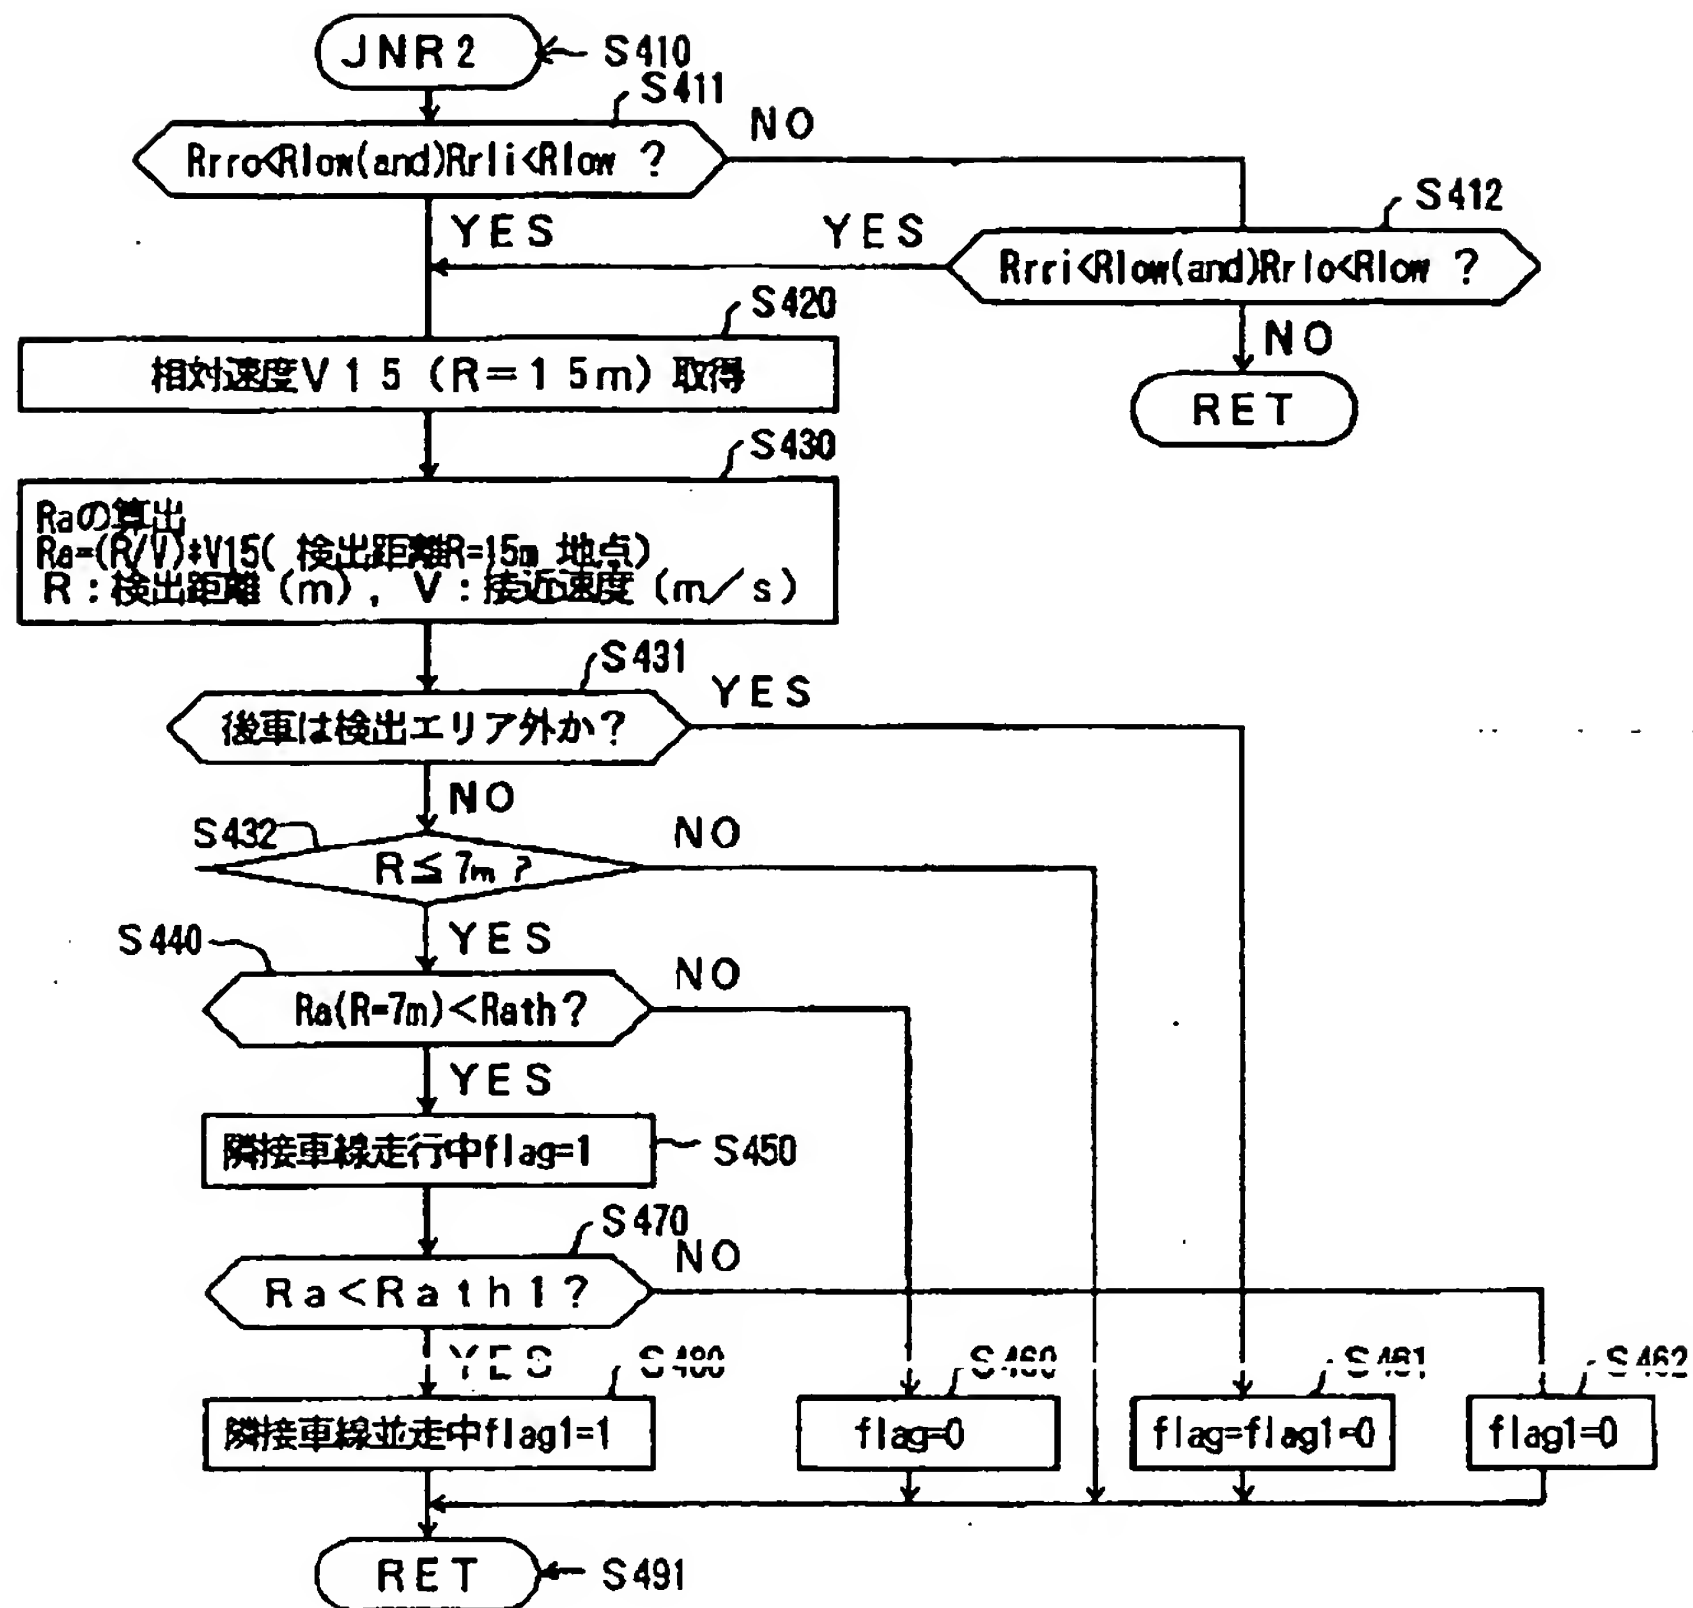 JNR2
S410
S411
Rrro<Rlow(and)Rrli<Rlow ?
NO
YES
YES
S412
Rrri<Rlow(and)Rrlo<Rlow ?
NO
RET
S420
相対速度V15(R=15m)取得
S430
Raの算出
Ra=(R/V)*V15( 検出距離R=15m 地点)
R:検出距離(m), V:接近速度(m/s)
S431
後車は検出エリア外か?
YES
NO
S432
R≦7m?
NO
YES
S440
Ra(R=7m)<Rath?
NO
YES
隣接車線走行中flag=1
S450
S470
Ra<Rath1?
NO
YES
S480
S460
S461
S462
隣接車線並走中flag1=1
flag=0
flag=flag1=0
flag1=0
RET
S491